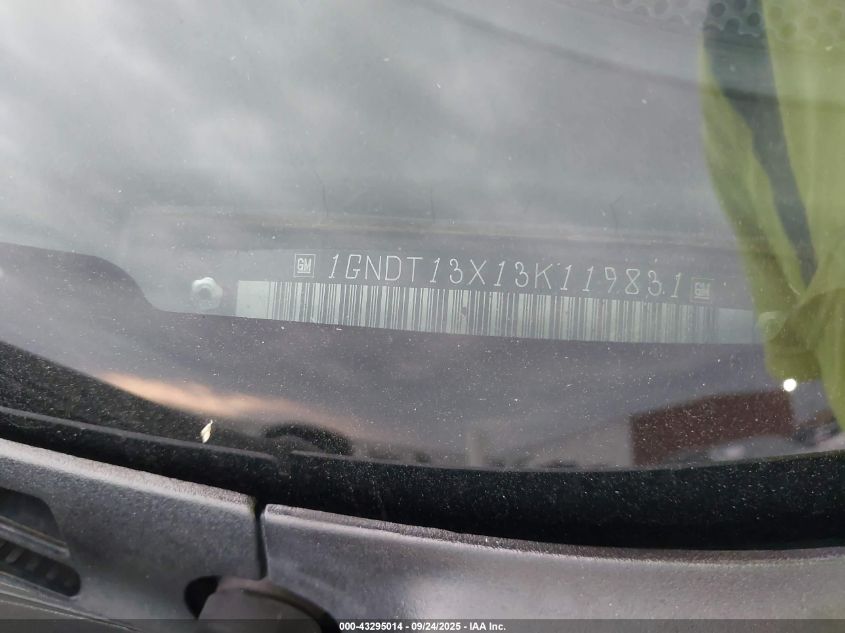 GM 1GNDT13X13K119831 GM
000-43295014 - 09/24/2025 - IAA Inc.